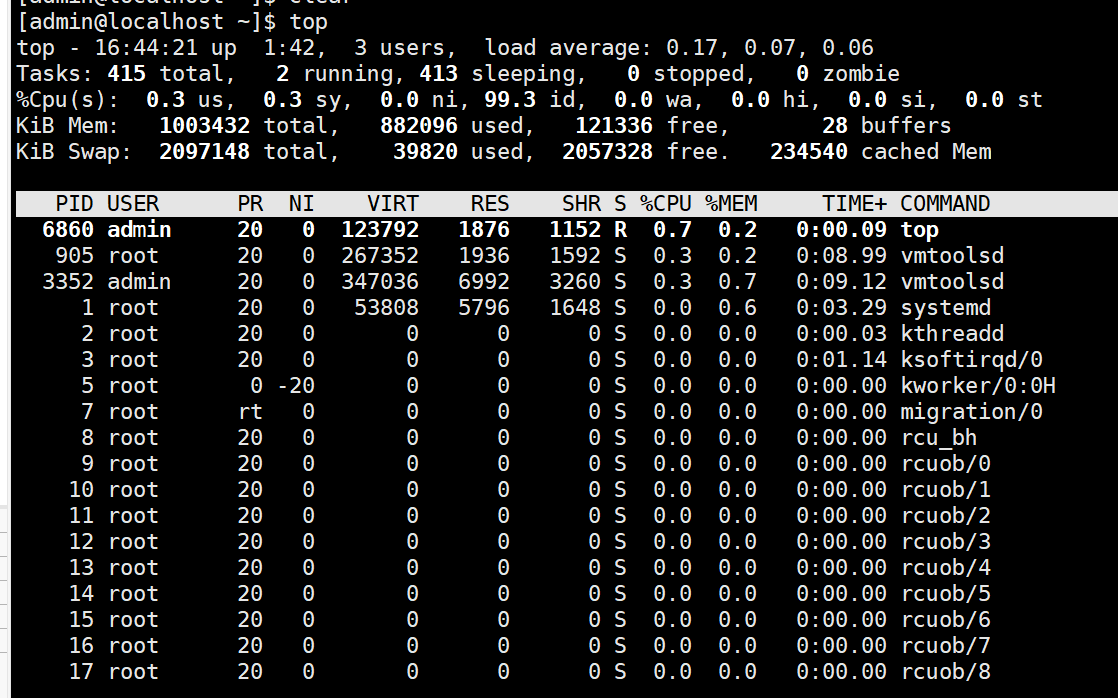 [admin@localhost ~]$ clear
[admin@localhost ~]$ top
top - 16:44:21 up  1:42,  3 users,  load average: 0.17, 0.07, 0.06
Tasks: 415 total,   2 running, 413 sleeping,   0 stopped,   0 zombie
%Cpu(s):  0.3 us,  0.3 sy,  0.0 ni, 99.3 id,  0.0 wa,  0.0 hi,  0.0 si,  0.0 st
KiB Mem:   1003432 total,   882096 used,   121336 free,       28 buffers
KiB Swap:  2097148 total,    39820 used,  2057328 free.   234540 cached Mem
PID USER      PR  NI    VIRT    RES    SHR S %CPU %MEM     TIME+ COMMAND
6860 admin     20   0  123792   1876   1152 R  0.7  0.2   0:00.09 top
905 root      20   0  267352   1936   1592 S  0.3  0.2   0:08.99 vmtoolsd
3352 admin     20   0  347036   6992   3260 S  0.3  0.7   0:09.12 vmtoolsd
1 root      20   0   53808   5796   1648 S  0.0  0.6   0:03.29 systemd
2 root      20   0       0      0      0 S  0.0  0.0   0:00.03 kthreadd
3 root      20   0       0      0      0 S  0.0  0.0   0:01.14 ksoftirqd/0
5 root       0 -20       0      0      0 S  0.0  0.0   0:00.00 kworker/0:0H
7 root      rt   0       0      0      0 S  0.0  0.0   0:00.00 migration/0
8 root      20   0       0      0      0 S  0.0  0.0   0:00.00 rcu_bh
9 root      20   0       0      0      0 S  0.0  0.0   0:00.00 rcuob/0
10 root      20   0       0      0      0 S  0.0  0.0   0:00.00 rcuob/1
11 root      20   0       0      0      0 S  0.0  0.0   0:00.00 rcuob/2
12 root      20   0       0      0      0 S  0.0  0.0   0:00.00 rcuob/3
13 root      20   0       0      0      0 S  0.0  0.0   0:00.00 rcuob/4
14 root      20   0       0      0      0 S  0.0  0.0   0:00.00 rcuob/5
15 root      20   0       0      0      0 S  0.0  0.0   0:00.00 rcuob/6
16 root      20   0       0      0      0 S  0.0  0.0   0:00.00 rcuob/7
17 root      20   0       0      0      0 S  0.0  0.0   0:00.00 rcuob/8